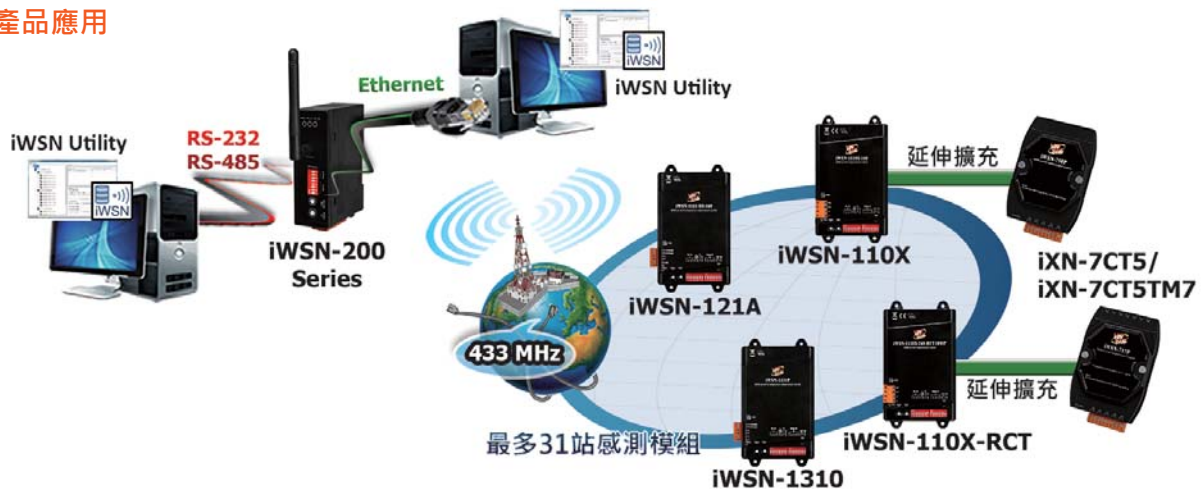 產品應用
iWSN Utility
iWSN
RS-232
RS-485
iWSN-200
Series
Ethernet
iWSN
iWSN Utility
433 MHz
最多31站感測模組
iWSN-121A
iWSN-110X
延伸擴充
iXN-7CT5/
iXN-7CT5TM7
iWSN-1310
iWSN-110X-RCT
延伸擴充